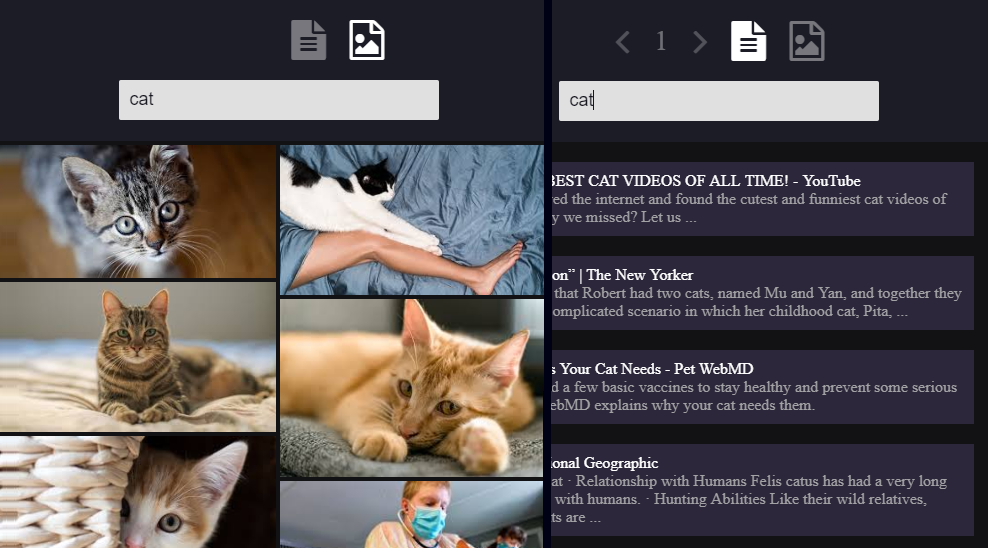 cat
1
cat
BEST CAT VIDEOS OF ALL TIME! - YouTube
the internet and found the cutest and funniest cat videos of
we missed? Let us ...
on” | The New Yorker
that Robert had two cats, named Mu and Yan, and together they
complicated scenario in which her childhood cat, Pita, ...
Your Cat Needs - Pet WebMD
a few basic vaccines to stay healthy and prevent some serious
WebMD explains why your cat needs them.
ional Geographic
at · Relationship with Humans Felis catus has had a very long
with humans. · Hunting Abilities Like their wild relatives,
ts are ...